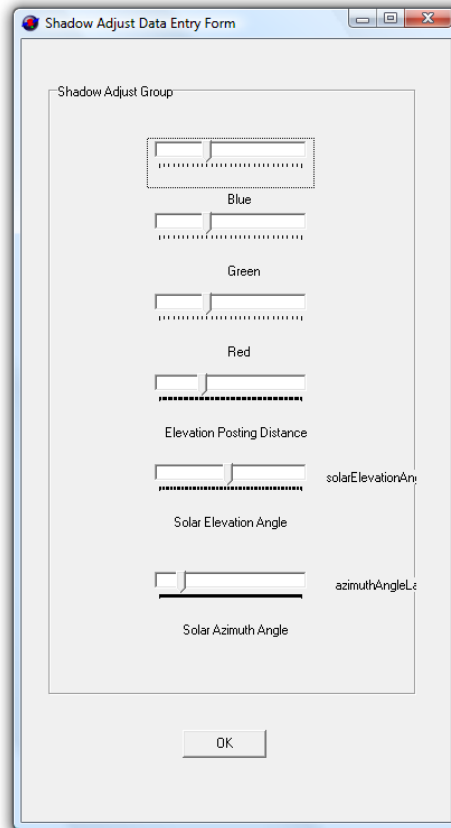 Shadow Adjust Data Entry Form
Shadow Adjust Group
Blue
Green
Red
Elevation Posting Distance
solarElevationAn
Solar Elevation Angle
azimuthAngleLa
Solar Azimuth Angle
OK